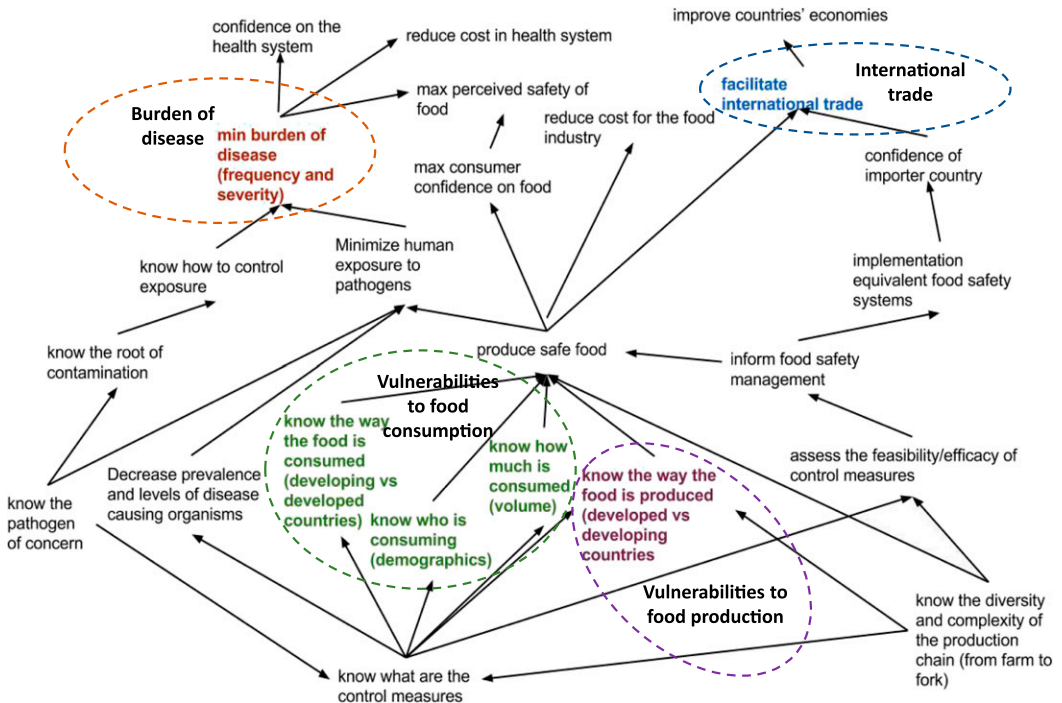 improve countries' economies
confidence on the
health system
reduce cost in health system
International
trade
facilitate
international trade
max perceived safety of
food
Burden of
disease
min burden of
disease
(frequency and
severity)
reduce cost for the food
industry
max consumer
confidence on food
confidence of
importer country
Minimize human
exposure to
pathogens
know how to control
exposure
implementation
equivalent food safety
systems
know the root of
contamination
produce safe food
inform food safety
management
Vulnerabilities
to food
consumption
know the way
the food is
consumed
(developing vs
developed
countries)
know how
much is
consumed
(volume)
know who is
consuming
(demographics)
assess the feasibility/efficacy of
control measures
know the way the
food is produced
(developed vs
developing
countries
Decrease prevalence
and levels of disease
causing organisms
know the
pathogen
of concern
Vulnerabilities to
food production
know the diversity
and complexity of
the production
chain (from farm to
fork)
know what are the
control measures